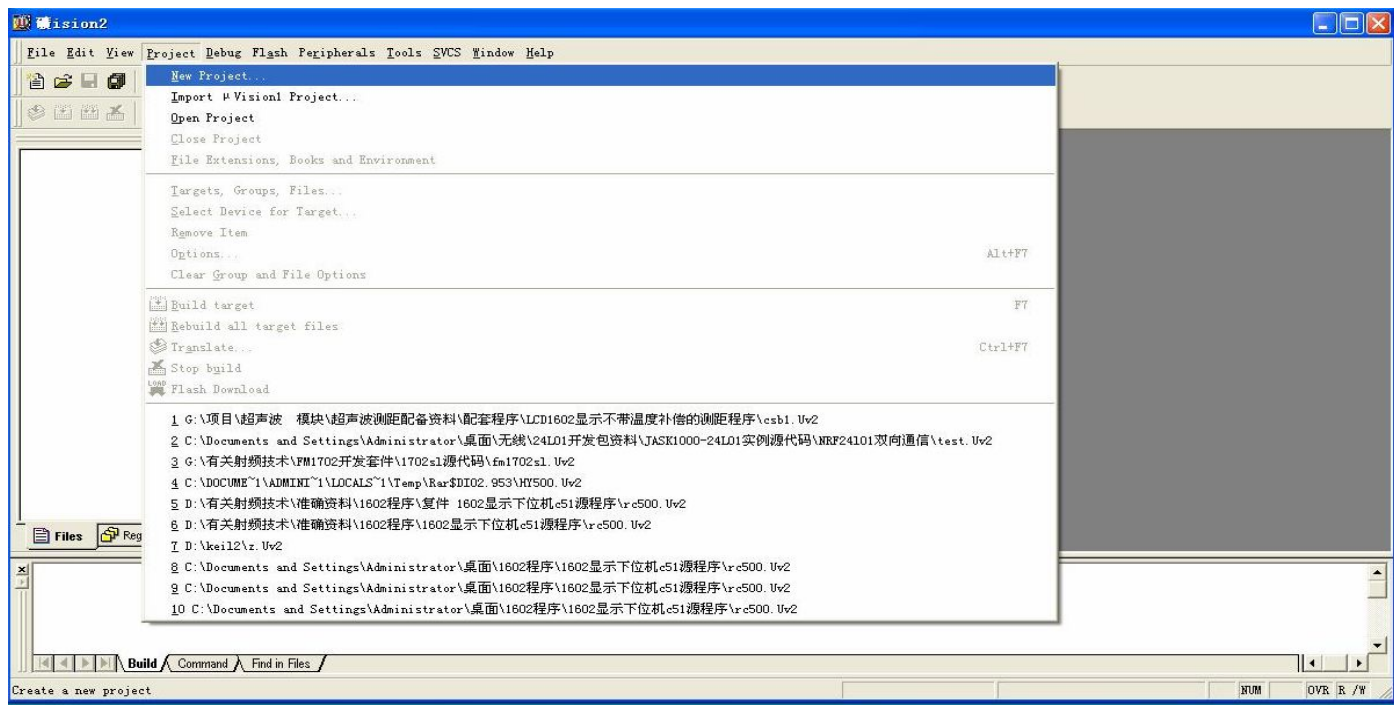 礦ision2
File Edit View Project Debug Flash Peripherals Tools SVCS Window Help
New Project...
Import μVision1 Project...
Open Project
Close Project
File Extensions, Books and Environment
Targets, Groups, Files...
Select Device for Target...
Remove Item
Options... Alt+F7
Clear Group and File Options
Build target F7
Rebuild all target files
Translate... Ctrl+F7
Stop build
LOAD Flash Download
1 G:\项目\超声波 模块\超声波测距配备资料\配套程序\LCD1602显示不带温度补偿的测距程序\csb1.Uv2
2 C:\Documents and Settings\Administrator\桌面\无线\24L01开发包资料\JASK1000-24L01实例源代码\NRF24l01双向通信\test.Uv2
3 G:\有关射频技术\FM1702开发套件\1702sl源代码\fm1702sl.Uv2
4 C:\DOCUME~1\ADMINI~1\LOCALS~1\Temp\Rar$DI02.953\HY500.Uv2
5 D:\有关射频技术\准确资料\1602程序\复件 1602显示下位机c51源程序\rc500.Uv2
6 D:\有关射频技术\准确资料\1602程序\1602显示下位机c51源程序\rc500.Uv2
7 D:\keil2\z.Uv2
8 C:\Documents and Settings\Administrator\桌面\1602程序\1602显示下位机c51源程序\rc500.Uv2
9 C:\Documents and Settings\Administrator\桌面\1602程序\1602显示下位机c51源程序\rc500.Uv2
10 C:\Documents and Settings\Administrator\桌面\1602程序\1602显示下位机c51源程序\rc500.Uv2
Files Reg
Build Command Find in Files
Create a new project NUM OVR R /W